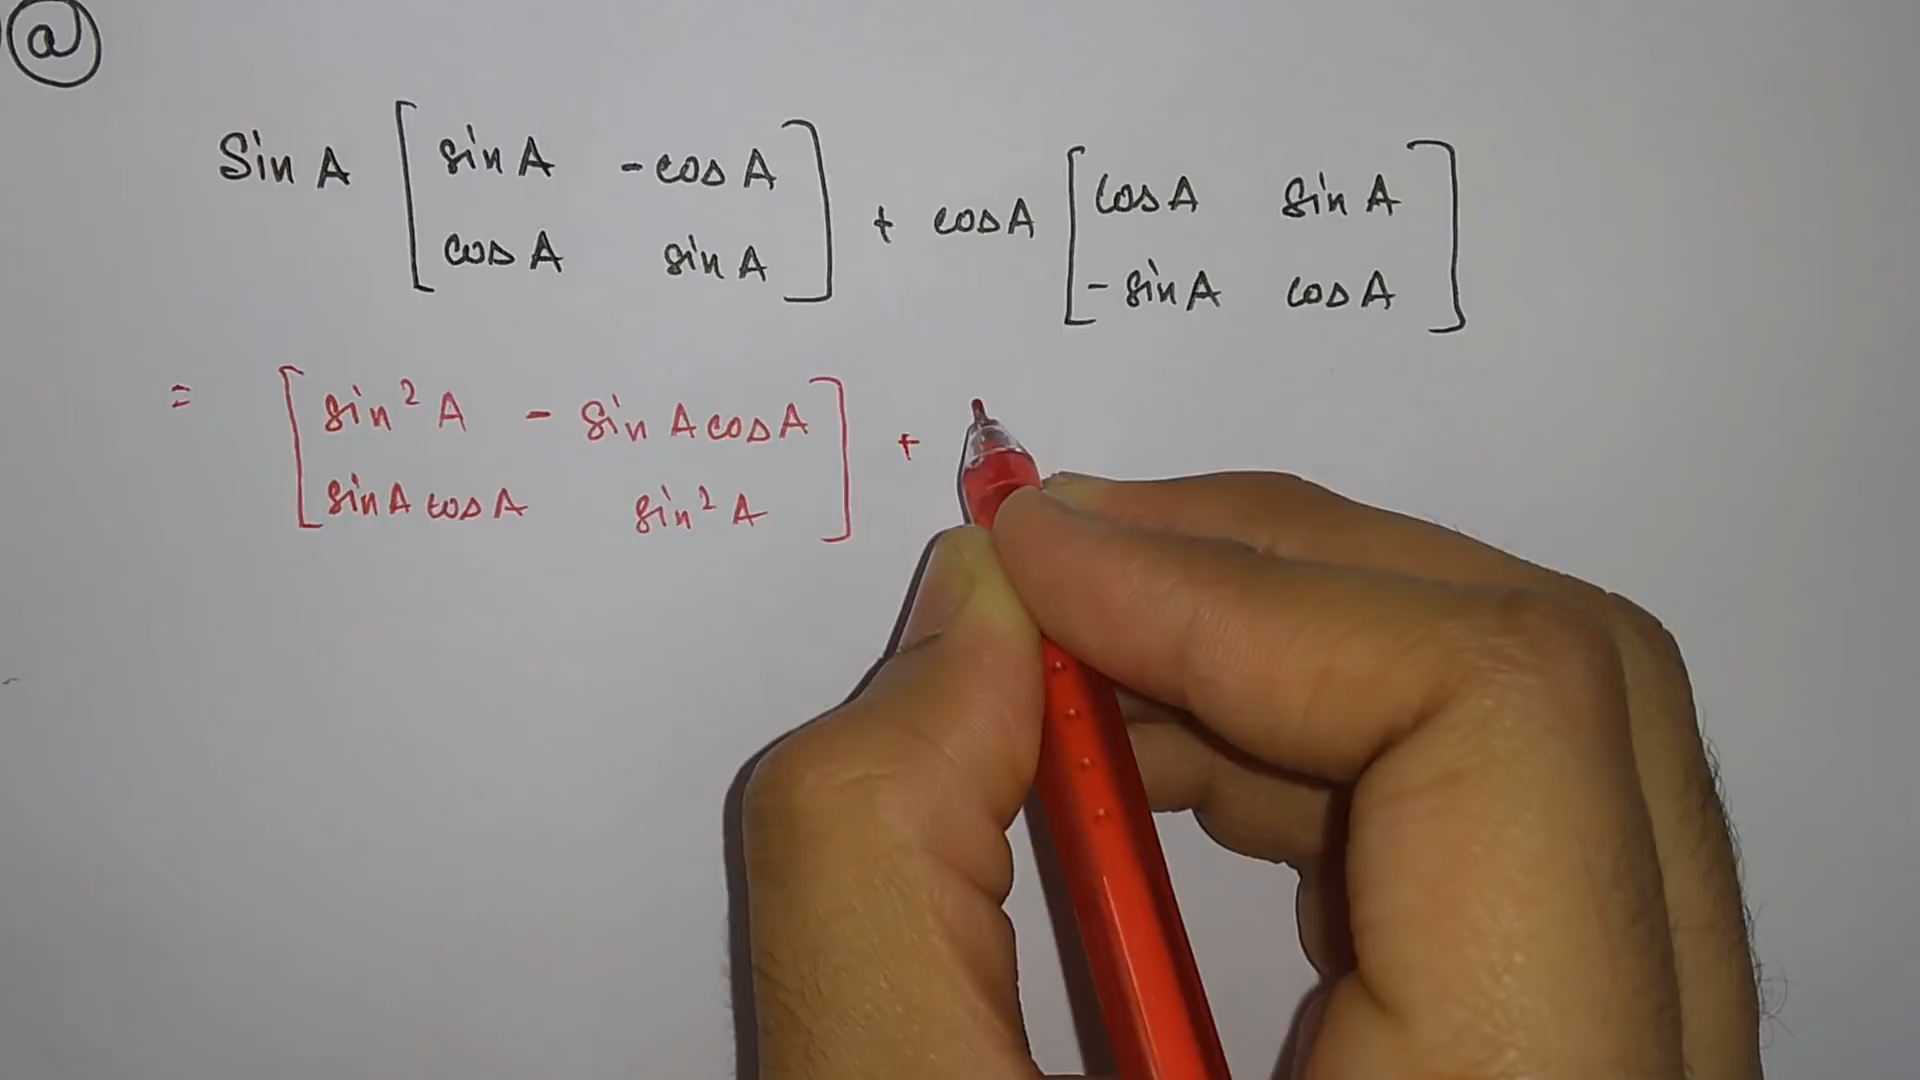 ⓐ
Sin A [ sin A   - cos A ] + cos A [ cos A   sin A ]
[ cos A   sin A ] [ - sin A   cos A ]
= [ sin² A   - sin A cos A ] +
[ sin A cos A   sin² A ]